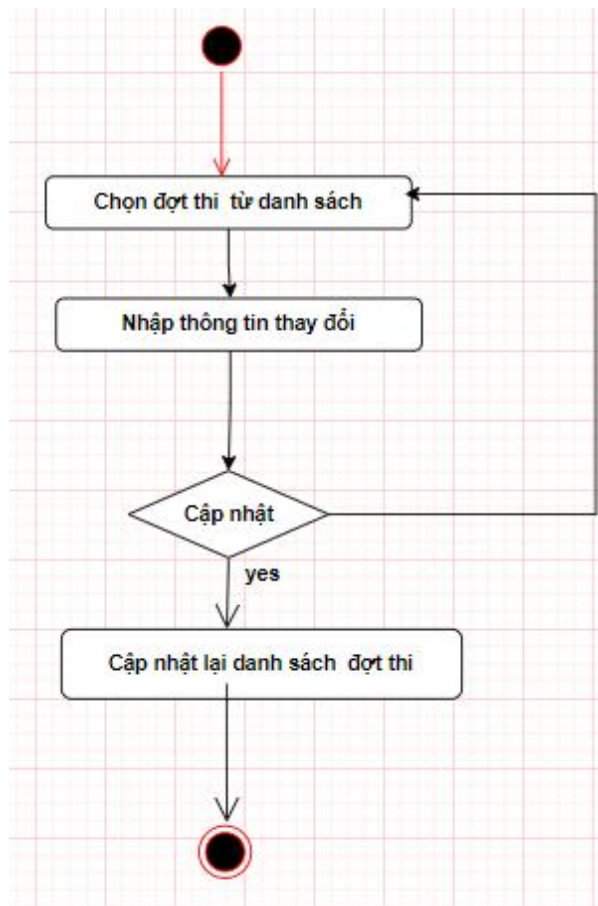 Chọn đợt thi từ danh sách
Nhập thông tin thay đổi
Cập nhật
yes
Cập nhật lại danh sách đợt thi